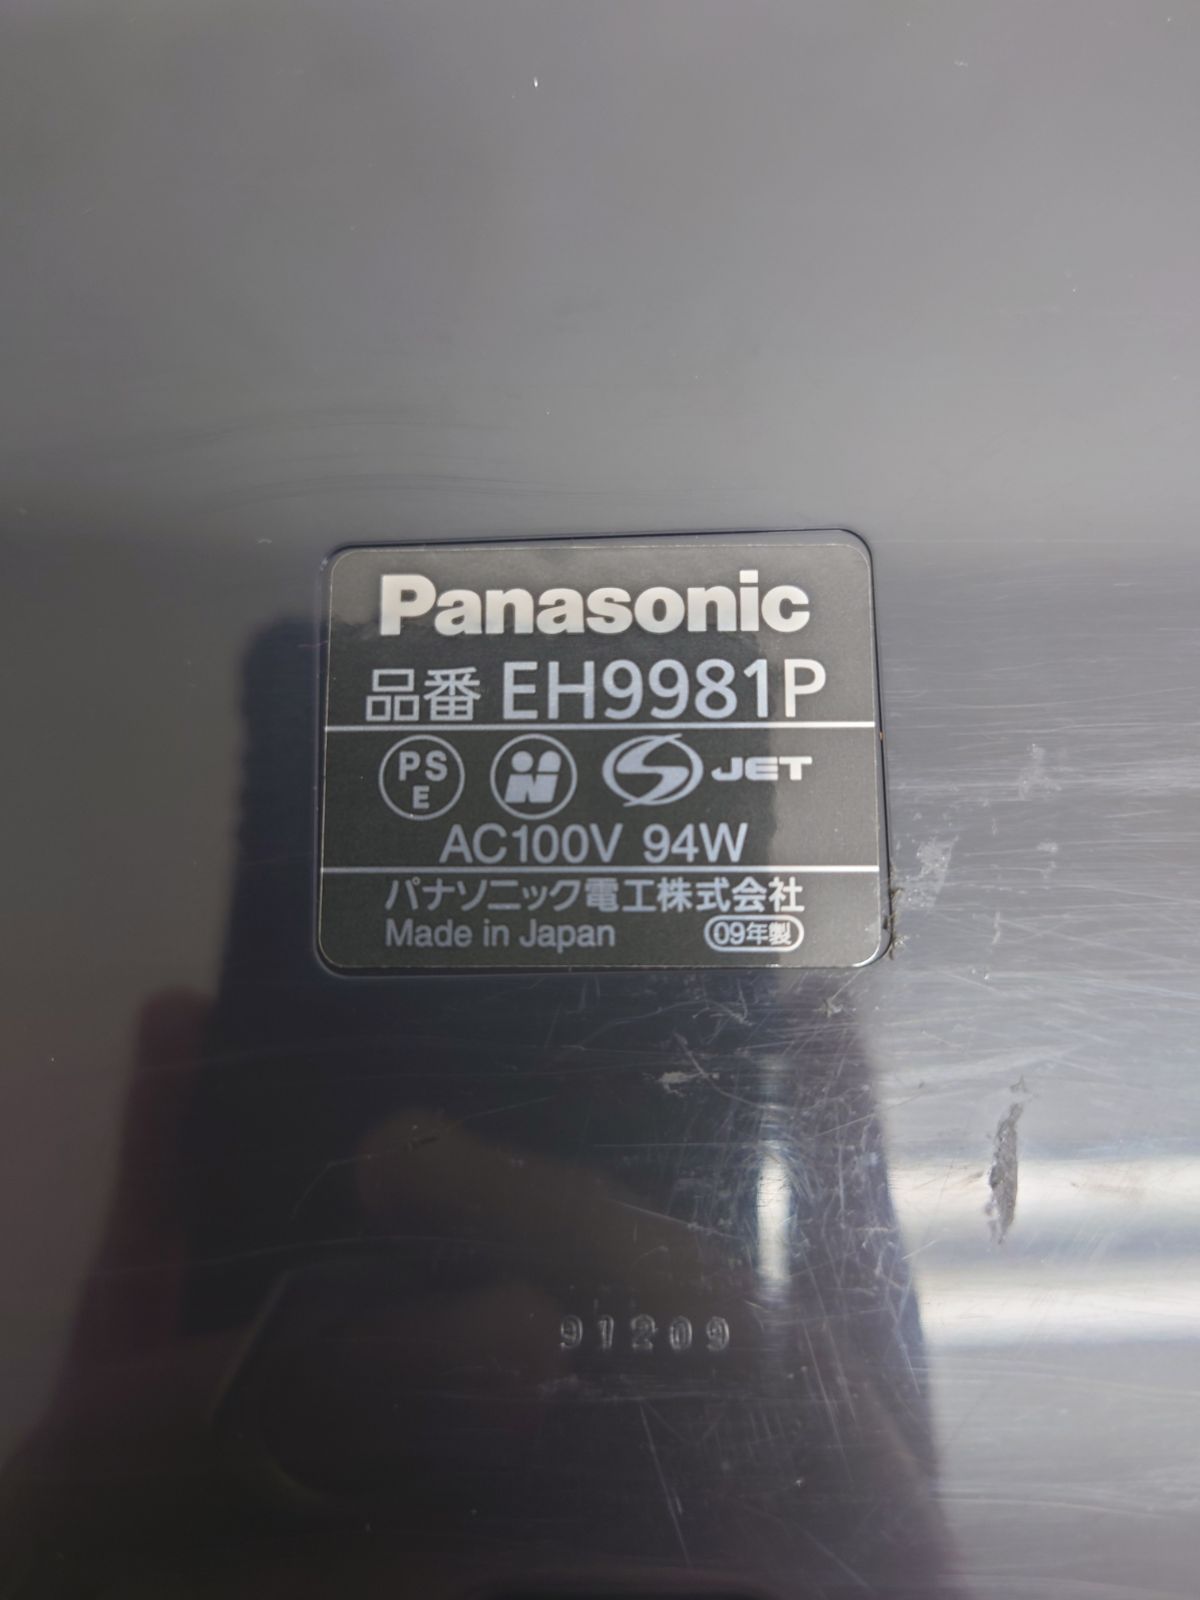 Panasonic
品番 EH9981P
PS
E
N
S JET
AC100V 94W
パナソニック電工株式会社
Made in Japan 09年製
91209